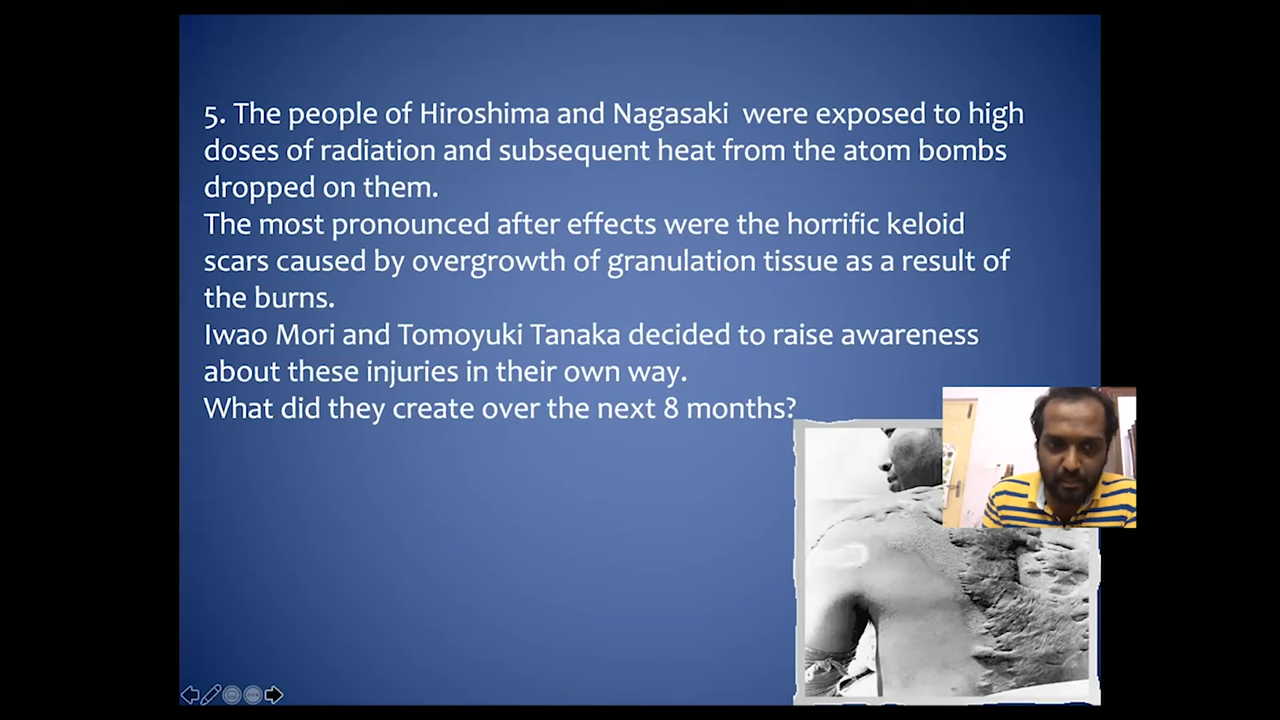 5. The people of Hiroshima and Nagasaki were exposed to high
doses of radiation and subsequent heat from the atom bombs
dropped on them.
The most pronounced after effects were the horrific keloid
scars caused by overgrowth of granulation tissue as a result of
the burns.
Iwao Mori and Tomoyuki Tanaka decided to raise awareness
about these injuries in their own way.
What did they create over the next 8 months?